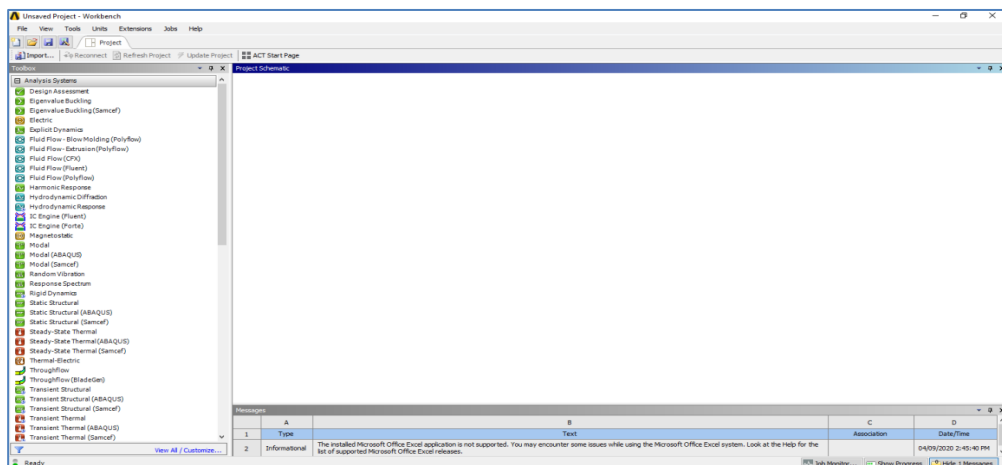 Unsaved Project - Workbench
File View Tools Units Extensions Jobs Help
Project
Import... Reconnect Refresh Project Update Project ACT Start Page
Toolbox
Project Schematic
Analysis Systems
Design Assessment
Eigenvalue Buckling
Eigenvalue Buckling (Samcef)
Electric
Explicit Dynamics
Fluid Flow - Blow Molding (Polyflow)
Fluid Flow - Extrusion (Polyflow)
Fluid Flow (CFX)
Fluid Flow (Fluent)
Fluid Flow (Polyflow)
Harmonic Response
Hydrodynamic Diffraction
Hydrodynamic Response
IC Engine (Fluent)
IC Engine (Forte)
Magnetostatic
Modal
Modal (ABAQUS)
Modal (Samcef)
Random Vibration
Response Spectrum
Rigid Dynamics
Static Structural
Static Structural (ABAQUS)
Static Structural (Samcef)
Steady-State Thermal
Steady-State Thermal (ABAQUS)
Steady-State Thermal (Samcef)
Thermal-Electric
Throughflow
Throughflow (BladeGen)
Transient Structural
Transient Structural (ABAQUS)
Transient Structural (Samcef)
Transient Thermal
Transient Thermal (ABAQUS)
Transient Thermal (Samcef)
View All / Customize...
Messages
A B C D
1 Type Text Association Date/Time
2 Informational The installed Microsoft Office Excel application is not supported. You may encounter some issues while using the Microsoft Office Excel system. Look at the Help for the
list of supported Microsoft Office Excel releases. 04/09/2020 2:45:40 PM
Ready
Job Monitor... Show Progress Hide 1 Messages